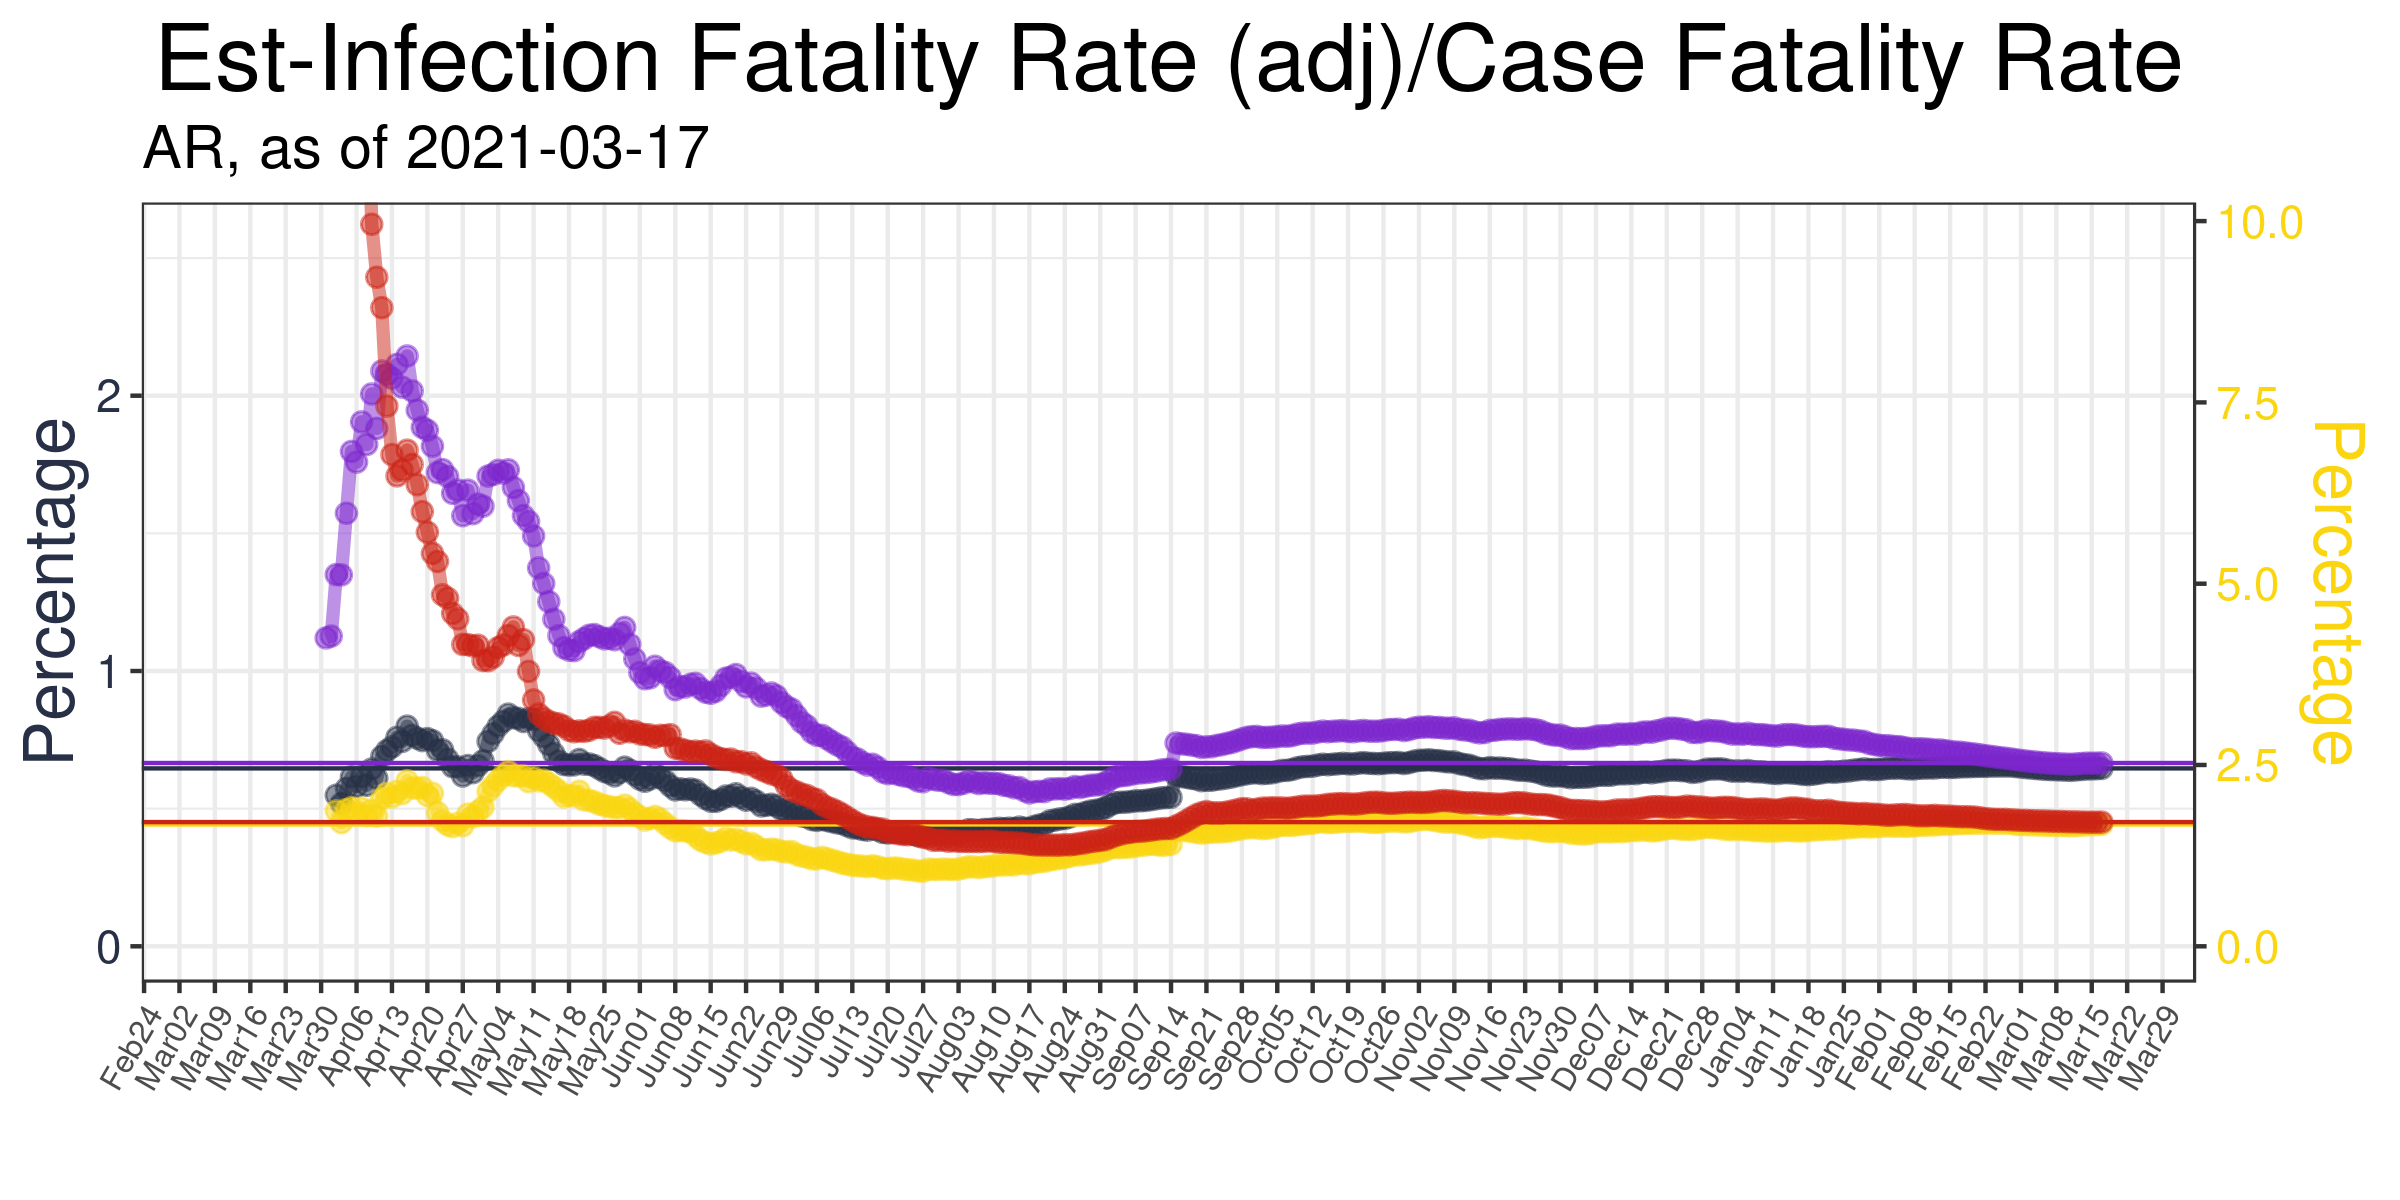 Est-Infection Fatality Rate (adj)/Case Fatality Rate
AR, as of 2021-03-17
Percentage
2
1
0
10.0
7.5
5.0
2.5
0.0
Percentage
Feb24
Mar02
Mar09
Mar16
Mar23
Mar30
Apr06
Apr13
Apr20
Apr27
May04
May11
May18
May25
Jun01
Jun08
Jun15
Jun22
Jun29
Jul06
Jul13
Jul20
Jul27
Aug03
Aug10
Aug17
Aug24
Aug31
Sep07
Sep14
Sep21
Sep28
Oct05
Oct12
Oct19
Oct26
Nov02
Nov09
Nov16
Nov23
Nov30
Dec07
Dec14
Dec21
Dec28
Jan04
Jan11
Jan18
Jan25
Feb01
Feb08
Feb15
Feb22
Mar01
Mar08
Mar15
Mar22
Mar29